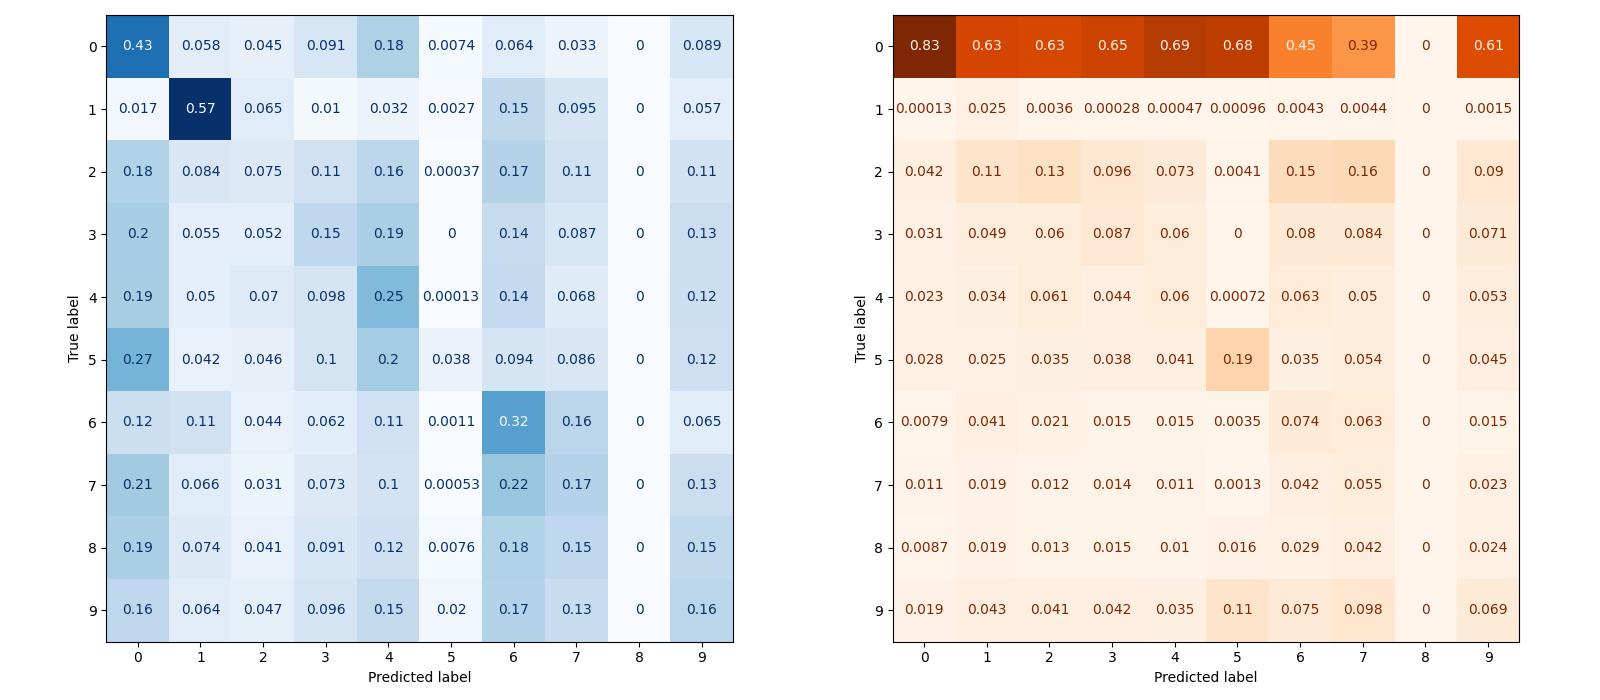 0 0.43 0.058 0.045 0.091 0.18 0.0074 0.064 0.033 0 0.089
1 0.017 0.57 0.065 0.01 0.032 0.0027 0.15 0.095 0 0.057
2 0.18 0.084 0.075 0.11 0.16 0.00037 0.17 0.11 0 0.11
3 0.2 0.055 0.052 0.15 0.19 0 0.14 0.087 0 0.13
4 0.19 0.05 0.07 0.098 0.25 0.00013 0.14 0.068 0 0.12
True label
5 0.27 0.042 0.046 0.1 0.2 0.038 0.094 0.086 0 0.12
6 0.12 0.11 0.044 0.062 0.11 0.0011 0.32 0.16 0 0.065
7 0.21 0.066 0.031 0.073 0.1 0.00053 0.22 0.17 0 0.13
8 0.19 0.074 0.041 0.091 0.12 0.0076 0.18 0.15 0 0.15
9 0.16 0.064 0.047 0.096 0.15 0.02 0.17 0.13 0 0.16
0 1 2 3 4 5 6 7 8 9
Predicted label
0 0.83 0.63 0.63 0.65 0.69 0.68 0.45 0.39 0 0.61
1 0.00013 0.025 0.0036 0.00028 0.00047 0.00096 0.0043 0.0044 0 0.0015
2 0.042 0.11 0.13 0.096 0.073 0.0041 0.15 0.16 0 0.09
3 0.031 0.049 0.06 0.087 0.06 0 0.08 0.084 0 0.071
4 0.023 0.034 0.061 0.044 0.06 0.00072 0.063 0.05 0 0.053
True label
5 0.028 0.025 0.035 0.038 0.041 0.19 0.035 0.054 0 0.045
6 0.0079 0.041 0.021 0.015 0.015 0.0035 0.074 0.063 0 0.015
7 0.011 0.019 0.012 0.014 0.011 0.0013 0.042 0.055 0 0.023
8 0.0087 0.019 0.013 0.015 0.01 0.016 0.029 0.042 0 0.024
9 0.019 0.043 0.041 0.042 0.035 0.11 0.075 0.098 0 0.069
0 1 2 3 4 5 6 7 8 9
Predicted label